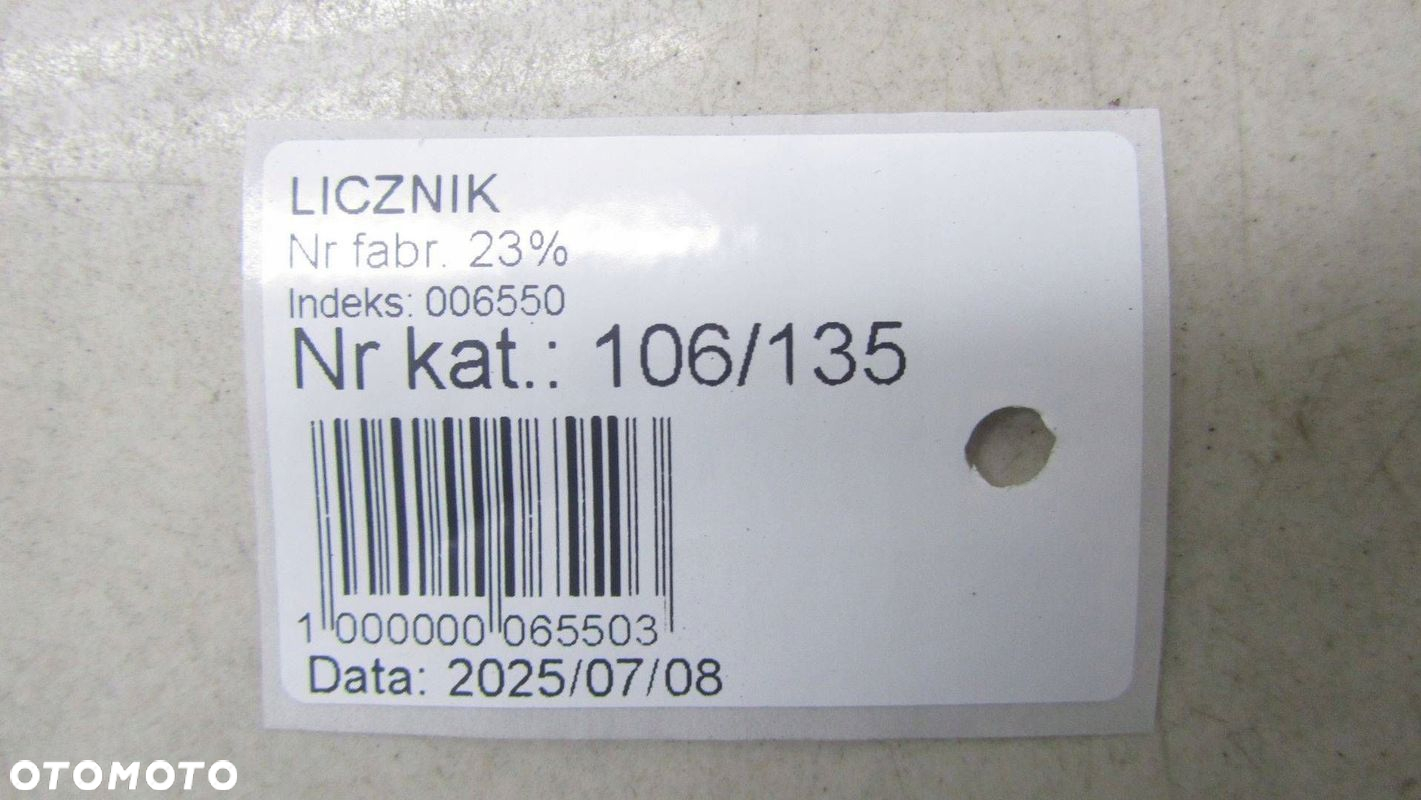 LICZNIK
Nr fabr. 23%
Indeks: 006550
Nr kat.: 106/135
1 000000 065503
Data: 2025/07/08
OTOMOTO